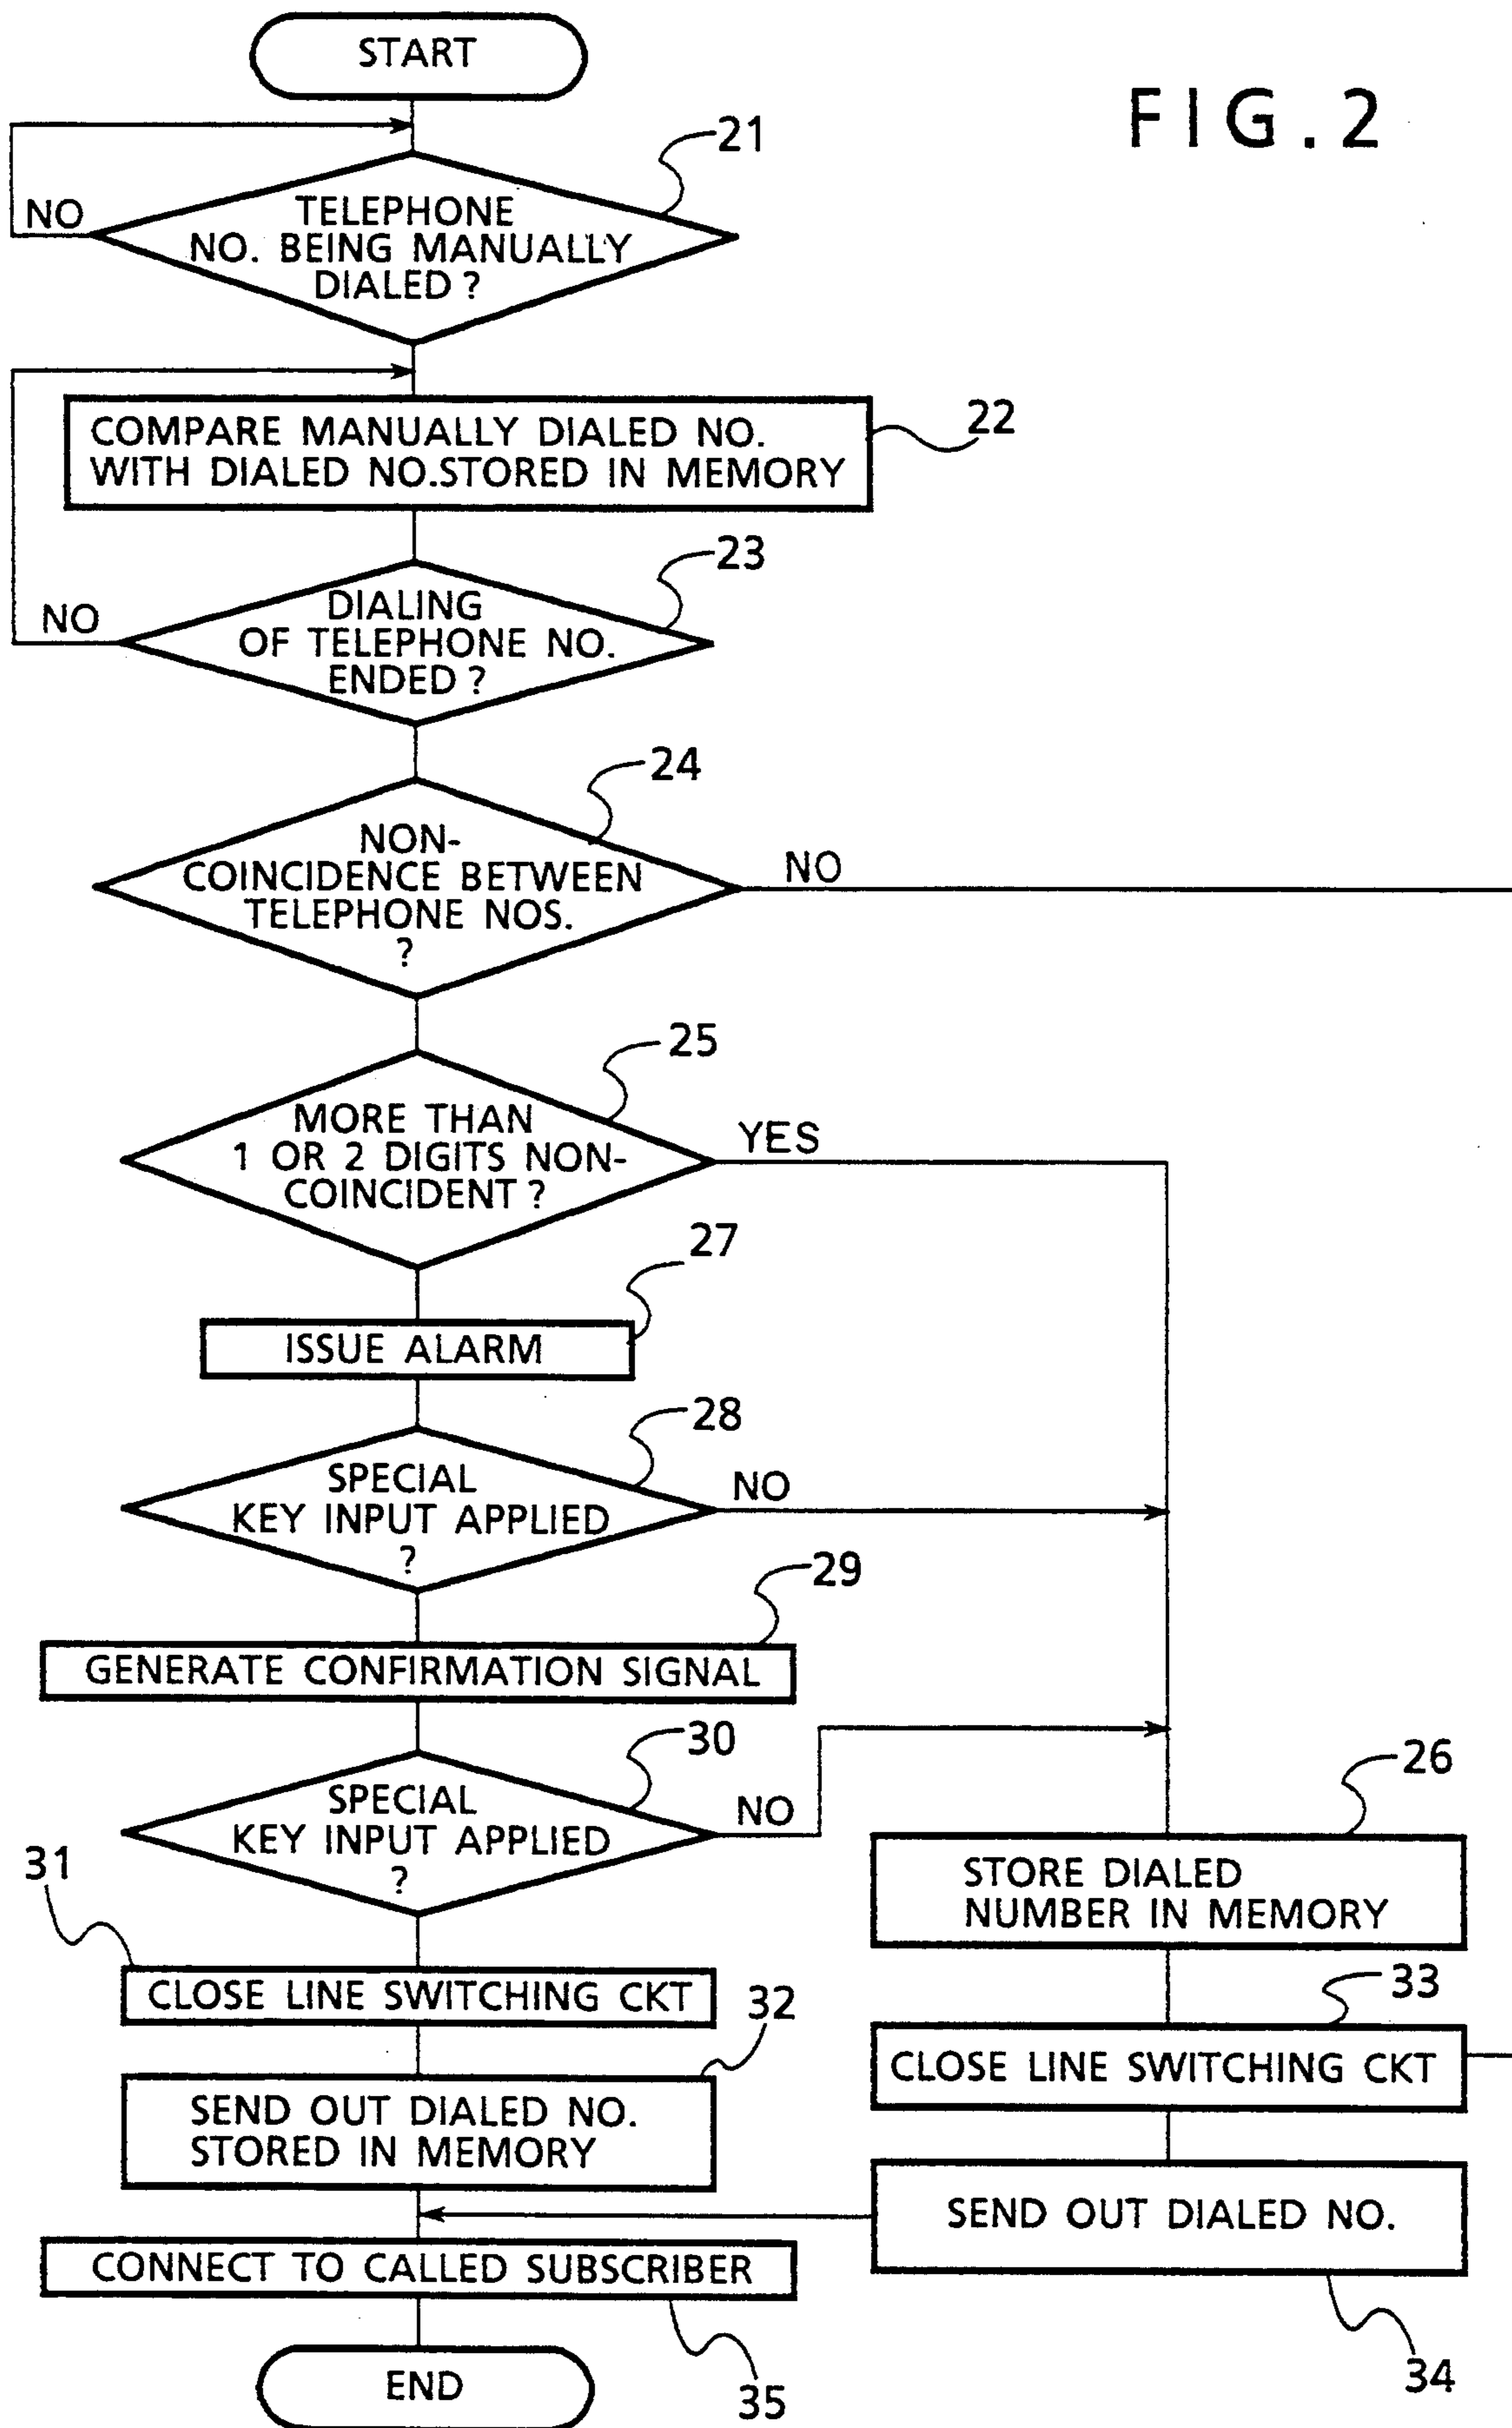 START
FIG.2
21
NO
TELEPHONE
NO. BEING MANUALLY
DIALED ?
COMPARE MANUALLY DIALED NO.
WITH DIALED NO.STORED IN MEMORY
22
23
NO
DIALING
OF TELEPHONE NO.
ENDED ?
24
NON-
COINCIDENCE BETWEEN
TELEPHONE NOS.
?
NO
25
MORE THAN
1 OR 2 DIGITS NON-
COINCIDENT ?
YES
27
ISSUE ALARM
28
SPECIAL
KEY INPUT APPLIED
?
NO
29
GENERATE CONFIRMATION SIGNAL
30
SPECIAL
KEY INPUT APPLIED
?
NO
26
STORE DIALED
NUMBER IN MEMORY
31
CLOSE LINE SWITCHING CKT
33
CLOSE LINE SWITCHING CKT
32
SEND OUT DIALED NO.
STORED IN MEMORY
SEND OUT DIALED NO.
34
CONNECT TO CALLED SUBSCRIBER
35
END